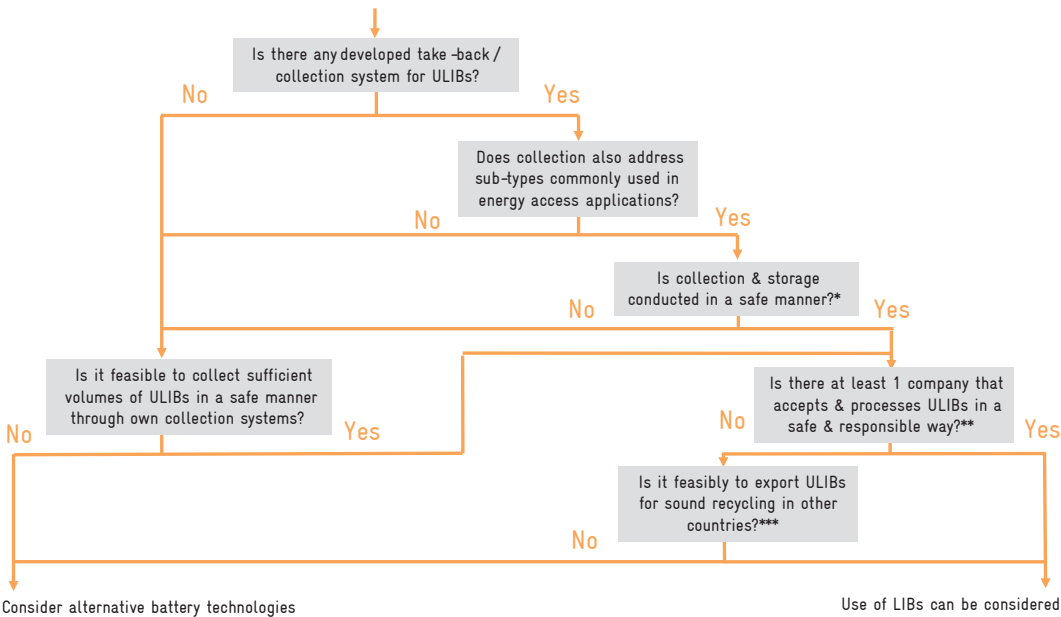 Is there any developed take -back /
collection system for ULIBs?
No
Yes
Does collection also address
sub-types commonly used in
energy access applications?
No
Yes
Is collection & storage
conducted in a safe manner?*
No
Yes
Is it feasible to collect sufficient
volumes of ULIBs in a safe manner
through own collection systems?
No
Yes
Is there at least 1 company that
accepts & processes ULIBs in a
safe & responsible way?**
No
Yes
Is it feasibly to export ULIBs
for sound recycling in other
countries?***
No
Consider alternative battery technologies
Use of LIBs can be considered